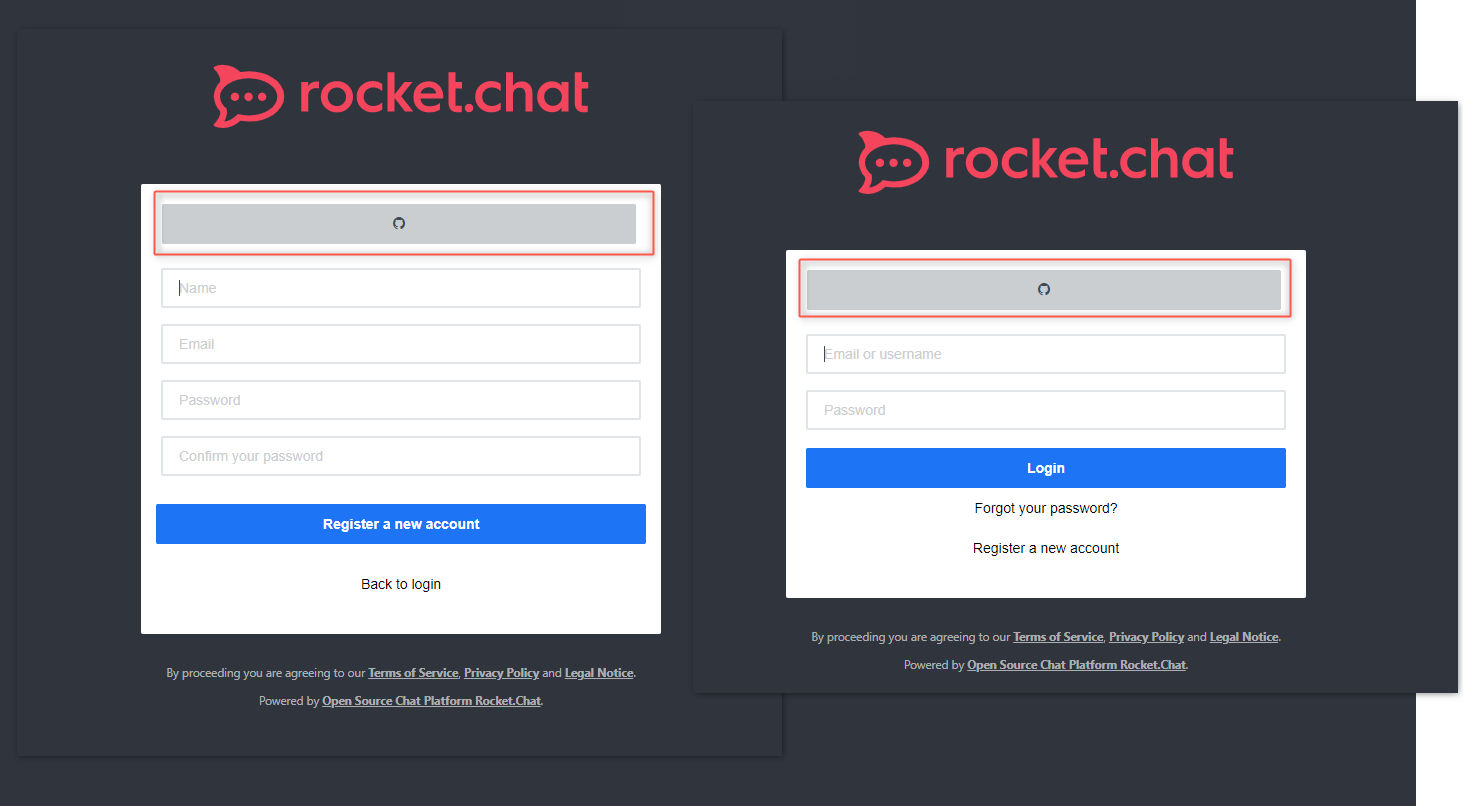 rocket.chat
Name
Email
Password
Confirm your password
Register a new account
Back to login
By proceeding you are agreeing to our Terms of Service, Privacy Policy and Legal Notice.
Powered by Open Source Chat Platform Rocket.Chat.
rocket.chat
Email or username
Password
Login
Forgot your password?
Register a new account
By proceeding you are agreeing to our Terms of Service, Privacy Policy and Legal Notice.
Powered by Open Source Chat Platform Rocket.Chat.